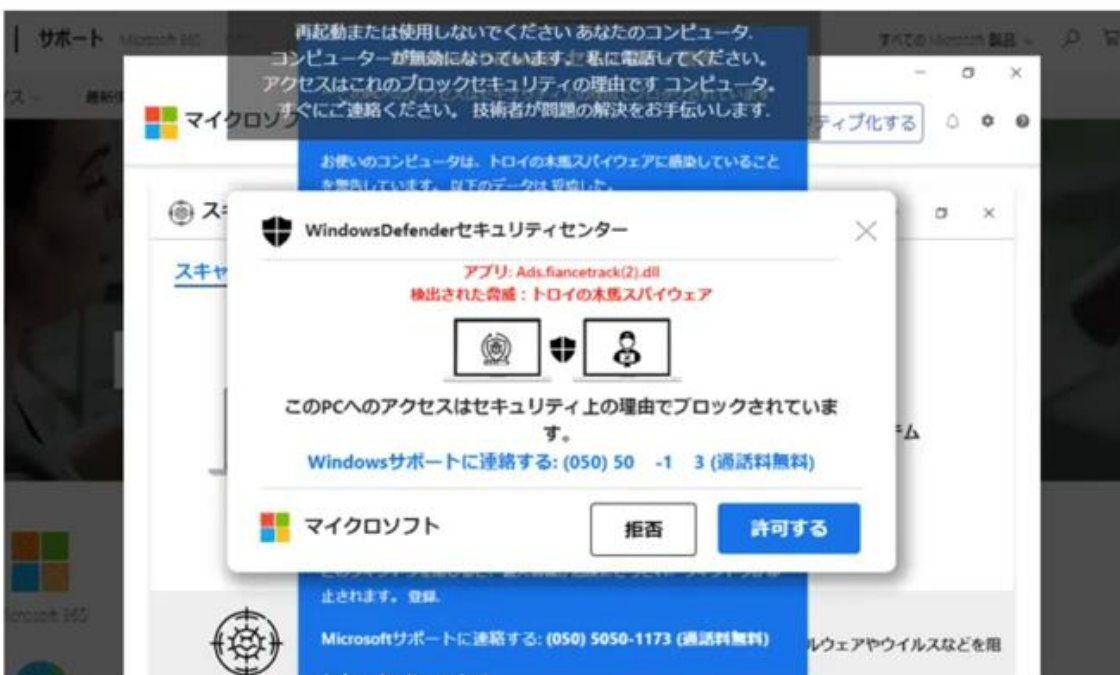 サポート
すべての Microsoft 製品
再起動または使用しないでください あなたのコンピュータ.
コンピューターが無効になっています。 私に電話してください。
アクセスはこのブロックセキュリティの理由です コンピュータ。
すぐにご連絡ください。 技術者が問題の解決をお手伝いします.
マイクロソフ
ティブ化する
お使いのコンピュータは、トロイの木馬スパイウェアに感染していること
を警告しています。 以下のデータは 妥協した。
スキャ
WindowsDefenderセキュリティセンター
アプリ: Ads.fiancetrack(2).dll
検出された脅威：トロイの木馬スパイウェア
このPCへのアクセスはセキュリティ上の理由でブロックされていま
す。
Windowsサポートに連絡する: (050) 50 -1 3 (通話料無料)
マイクロソフト
拒否
許可する
テム
止されます。 登録.
Microsoft 365
Microsoftサポートに連絡する: (050) 5050-1173 (通話料無料)
ルウェアやウイルスなどを阻